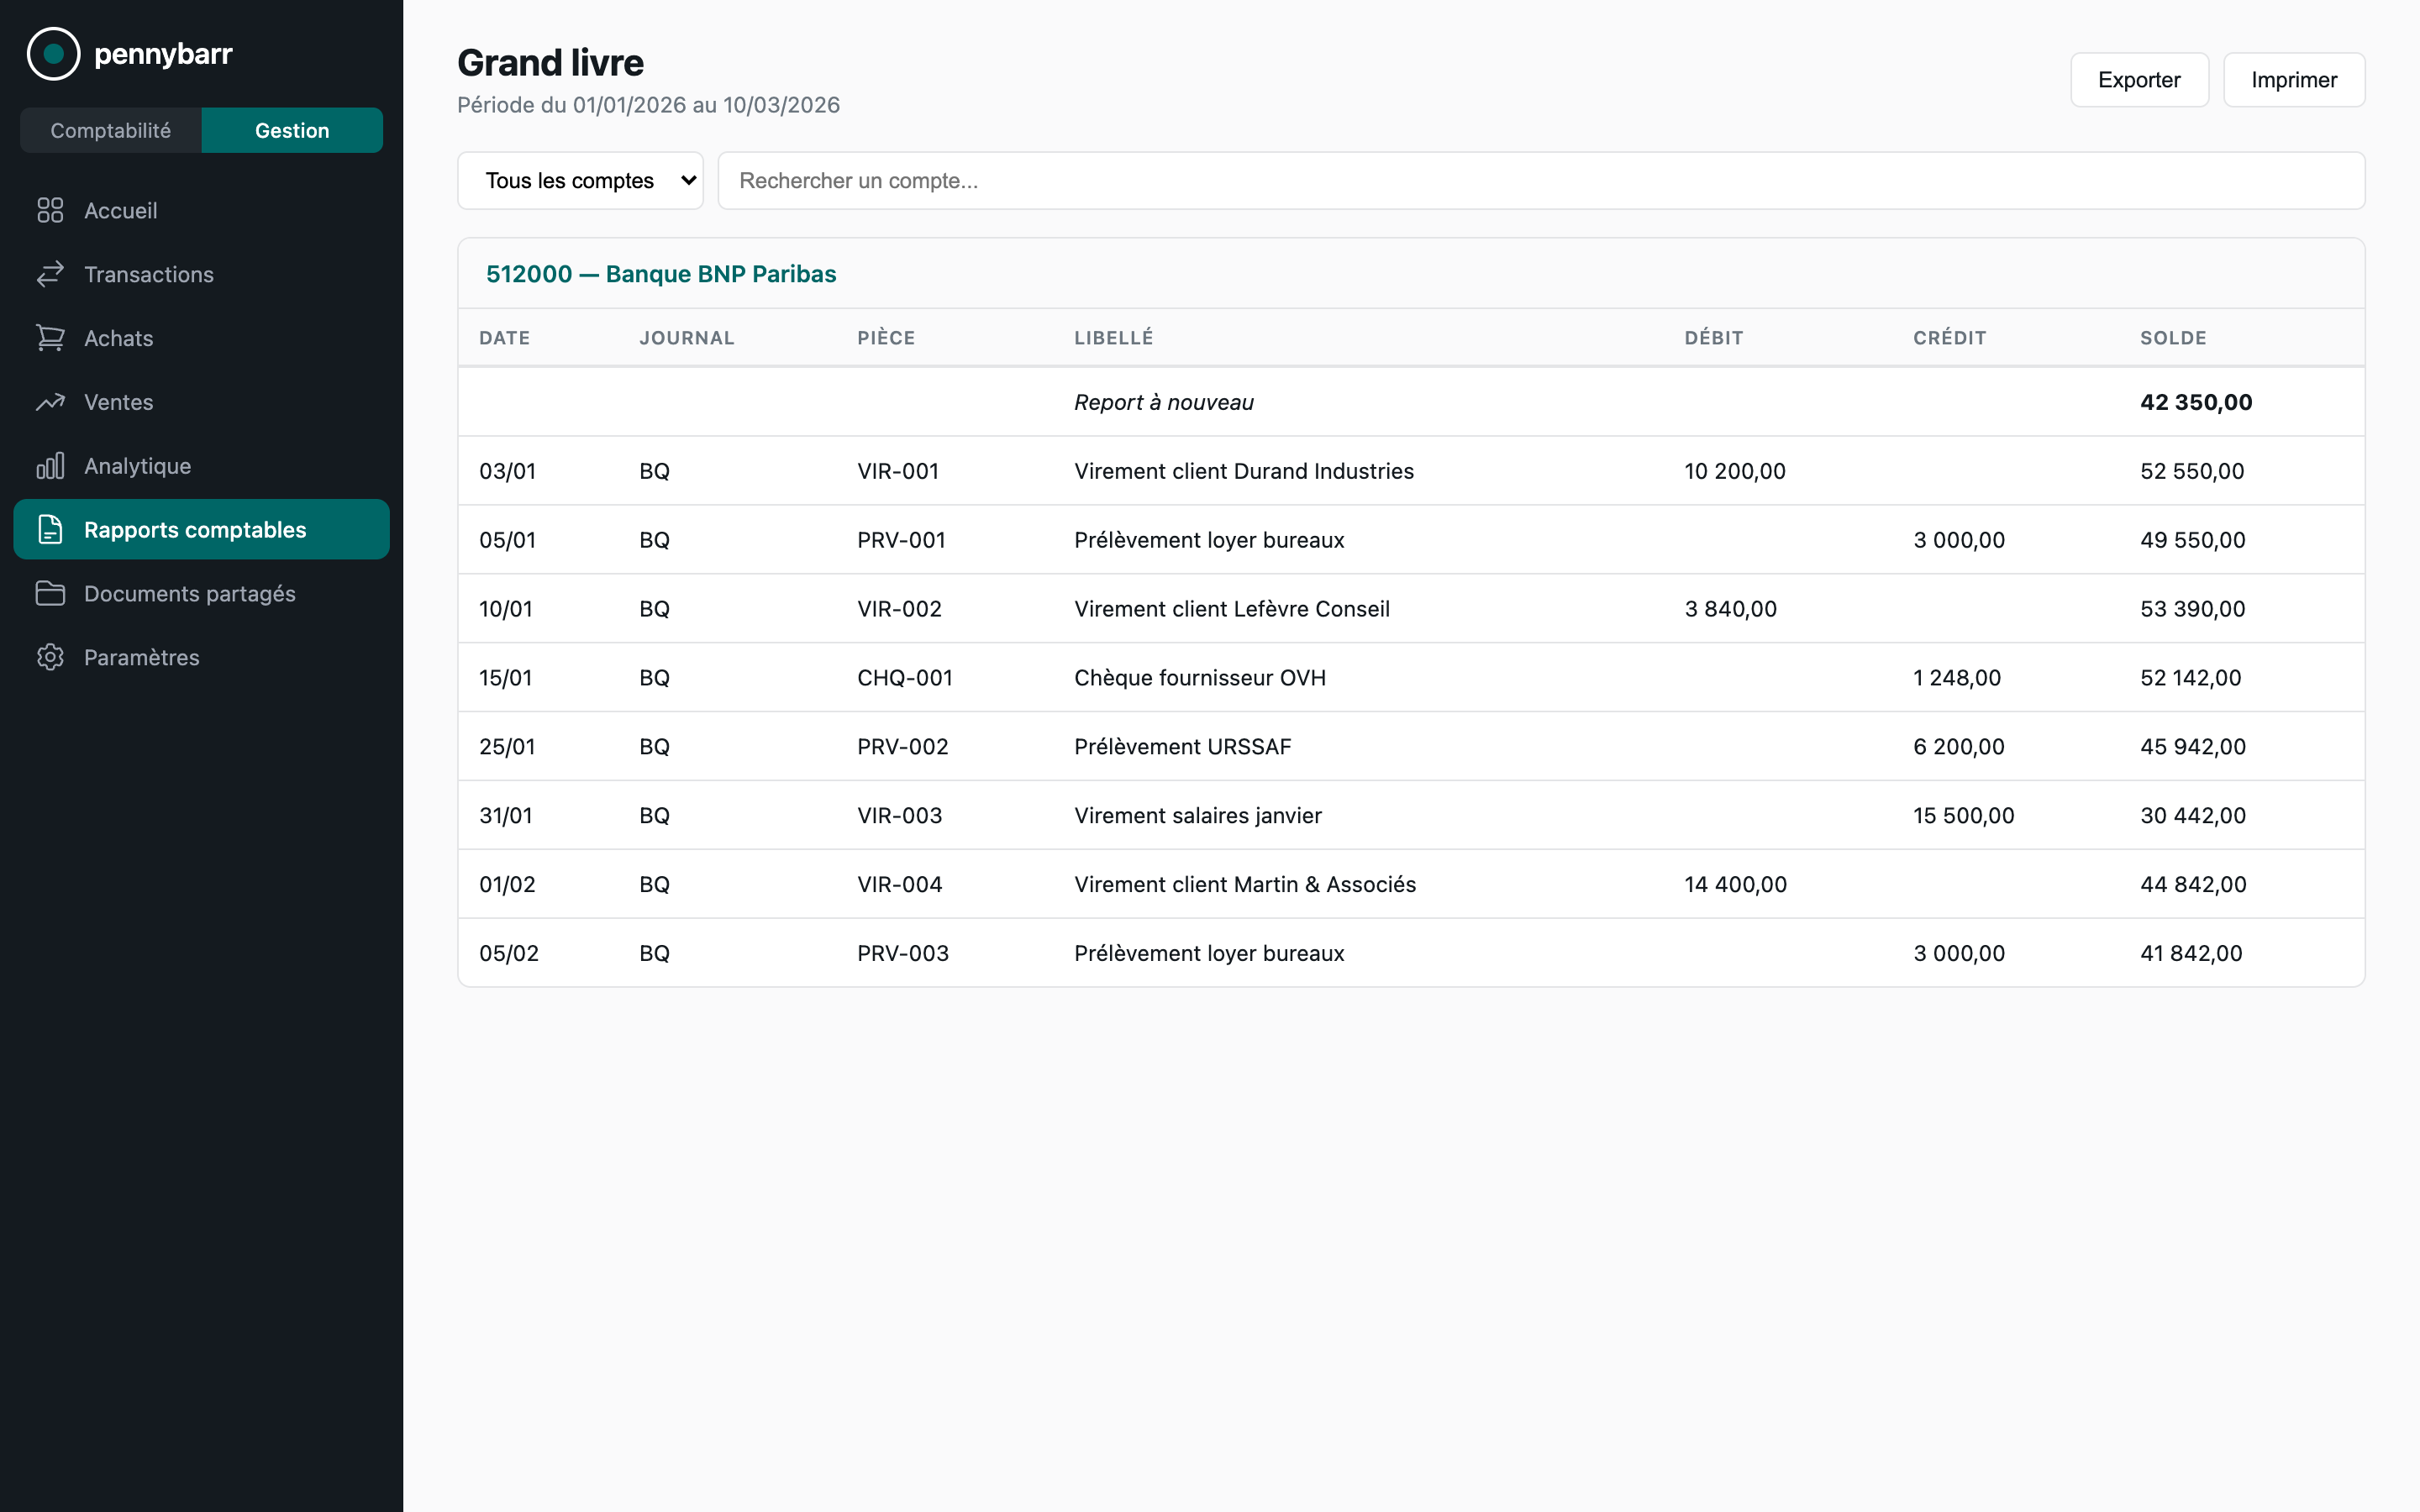 pennybarr
Comptabilité Gestion
Accueil
Transactions
Achats
Ventes
Analytique
Rapports comptables
Documents partagés
Paramètres
Grand livre
Période du 01/01/2026 au 10/03/2026
Exporter Imprimer
Tous les comptes Rechercher un compte...
512000 — Banque BNP Paribas
DATE JOURNAL PIÈCE LIBELLÉ DÉBIT CRÉDIT SOLDE
Report à nouveau 42 350,00
03/01 BQ VIR-001 Virement client Durand Industries 10 200,00 52 550,00
05/01 BQ PRV-001 Prélèvement loyer bureaux 3 000,00 49 550,00
10/01 BQ VIR-002 Virement client Lefèvre Conseil 3 840,00 53 390,00
15/01 BQ CHQ-001 Chèque fournisseur OVH 1 248,00 52 142,00
25/01 BQ PRV-002 Prélèvement URSSAF 6 200,00 45 942,00
31/01 BQ VIR-003 Virement salaires janvier 15 500,00 30 442,00
01/02 BQ VIR-004 Virement client Martin & Associés 14 400,00 44 842,00
05/02 BQ PRV-003 Prélèvement loyer bureaux 3 000,00 41 842,00